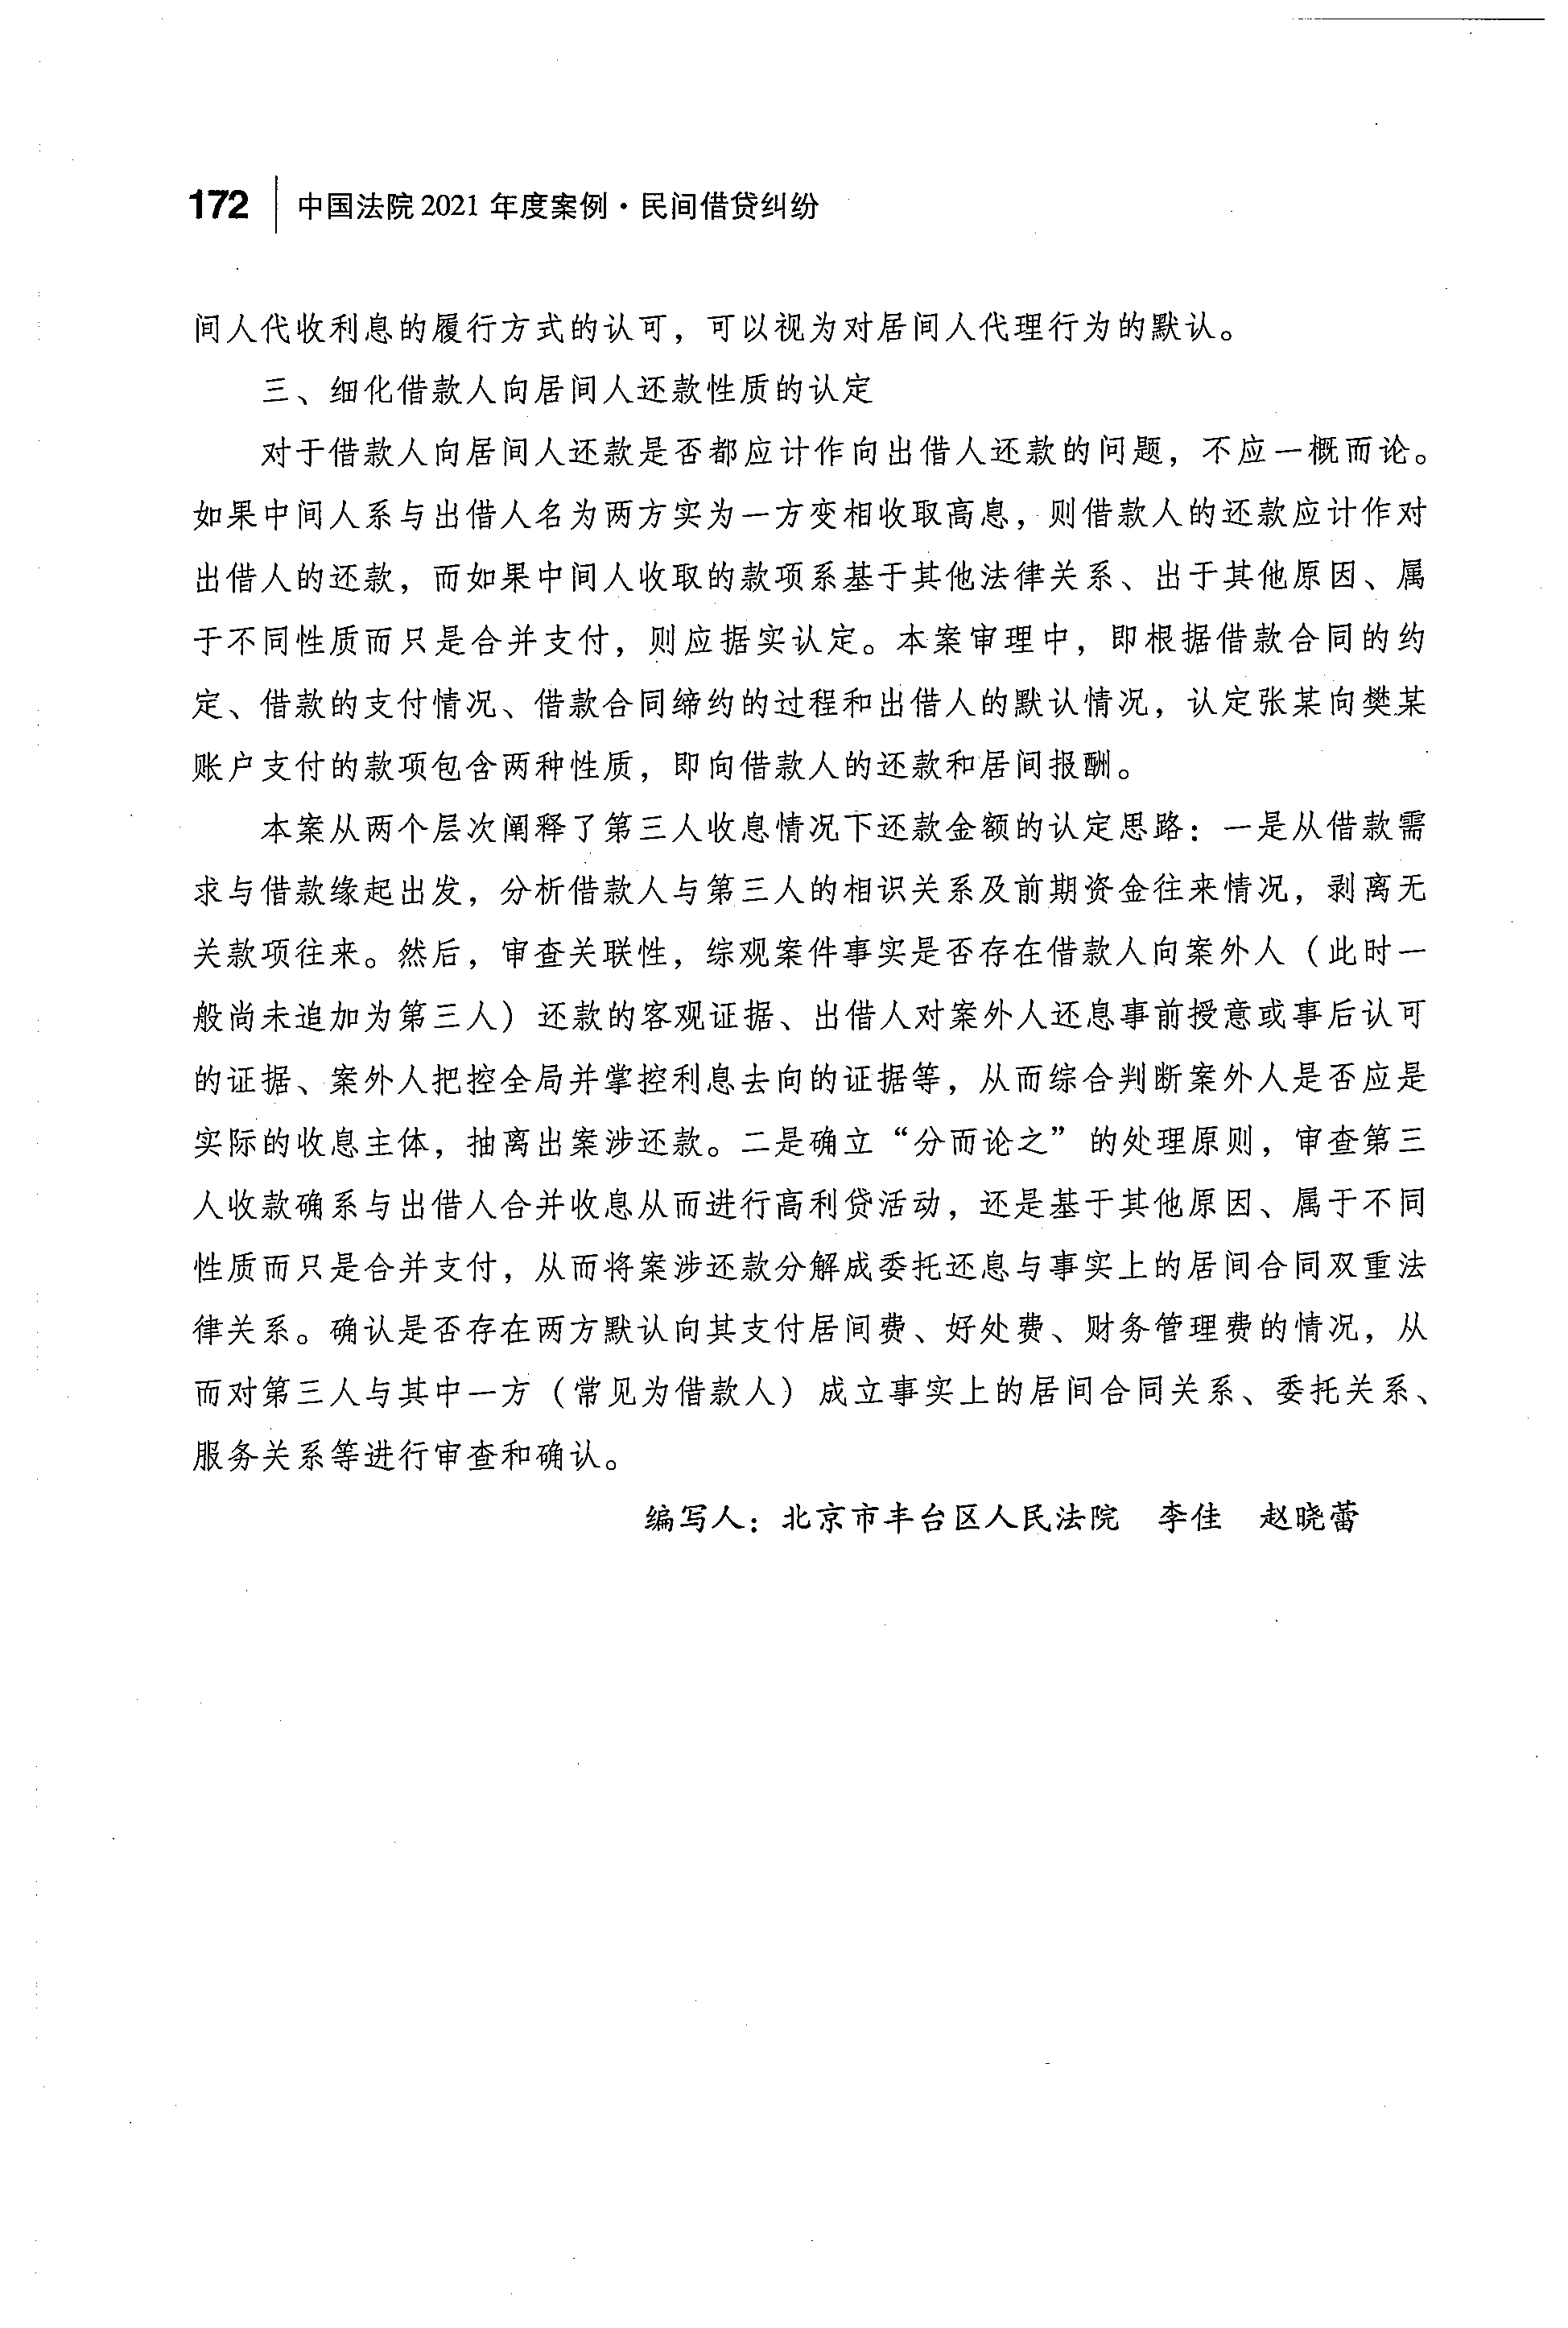 172 中国法院2021年度案例·民间借贷纠纷
间人代收利息的履行方式的认可，可以视为对居间人代理行为的默认。
三、细化借款人向居间人还款性质的认定
对于借款人向居间人还款是否都应计作向出借人还款的问题，不应一概而论。
如果中间人系与出借人名为两方实为一方变相收取高息，则借款人的还款应计作对
出借人的还款，而如果中间人收取的款项系基于其他法律关系、出于其他原因、属
于不同性质而只是合并支付，则应据实认定。本案审理中，即根据借款合同的约
定、借款的支付情况、借款合同缔约的过程和出借人的默认情况，认定张某向樊某
账户支付的款项包含两种性质，即向借款人的还款和居间报酬。
本案从两个层次阐释了第三人收息情况下还款金额的认定思路：一是从借款需
求与借款缘起出发，分析借款人与第三人的相识关系及前期资金往来情况，剥离无
关款项往来。然后，审查关联性，综观案件事实是否存在借款人向案外人（此时一
般尚未追加为第三人）还款的客观证据、出借人对案外人还息事前授意或事后认可
的证据、案外人把控全局并掌控利息去向的证据等，从而综合判断案外人是否应是
实际的收息主体，抽离出案涉还款。二是确立“分而论之”的处理原则，审查第三
人收款确系与出借人合并收息从而进行高利贷活动，还是基于其他原因、属于不同
性质而只是合并支付，从而将案涉还款分解成委托还息与事实上的居间合同双重法
律关系。确认是否存在两方默认向其支付居间费、好处费、财务管理费的情况，从
而对第三人与其中一方（常见为借款人）成立事实上的居间合同关系、委托关系、
服务关系等进行审查和确认。
编写人：北京市丰台区人民法院 李佳 赵晓蕾